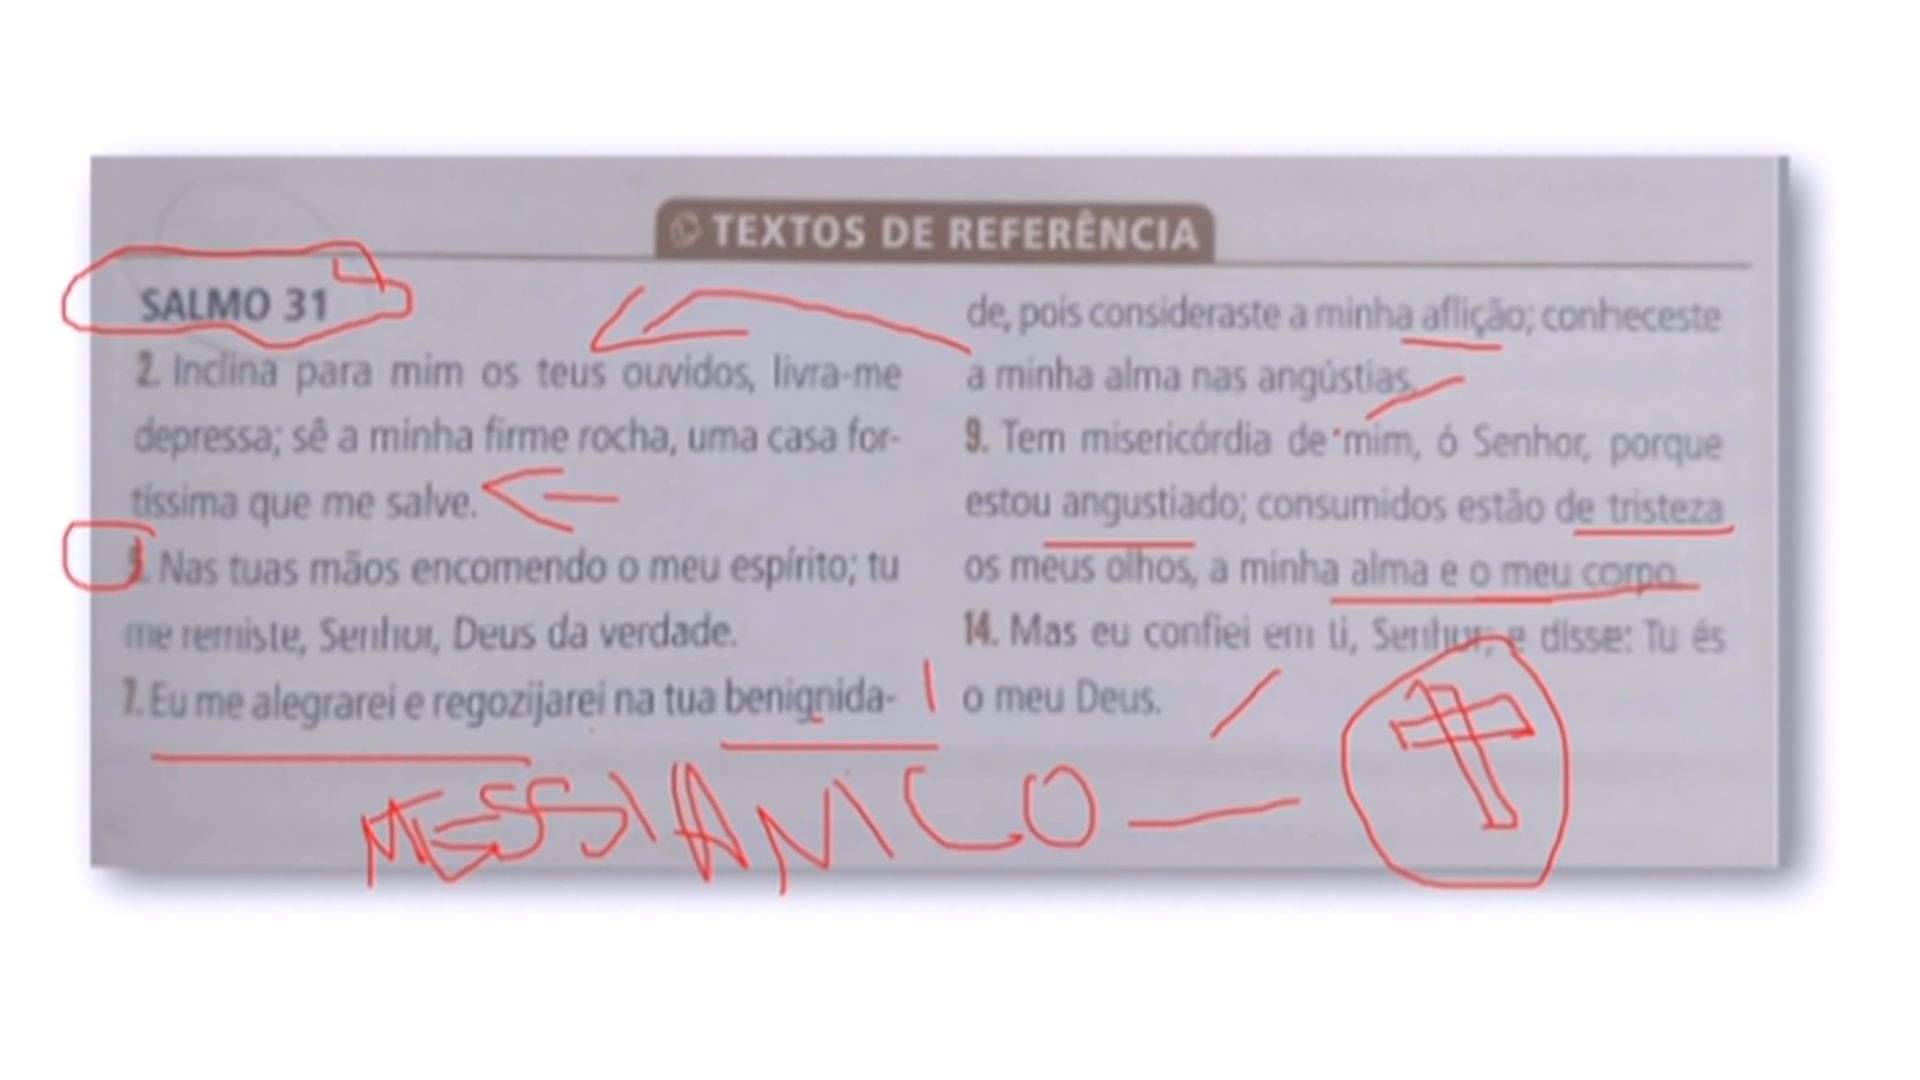 TEXTOS DE REFERÊNCIA
SALMO 31
2. Inclina para mim os teus ouvidos, livra-me
depressa; sê a minha firme rocha, uma casa for-
tíssima que me salve.
5. Nas tuas mãos encomendo o meu espírito; tu
me remiste, Senhor, Deus da verdade.
7. Eu me alegrarei e regozijarei na tua benignida-
de, pois consideraste a minha aflição; conheceste
a minha alma nas angústias.
9. Tem misericórdia de mim, ó Senhor, porque
estou angustiado; consumidos estão de tristeza
os meus olhos, a minha alma e o meu corpo.
14. Mas eu confiei em ti, Senhor; e disse: Tu és
o meu Deus.
MESSIAMCO